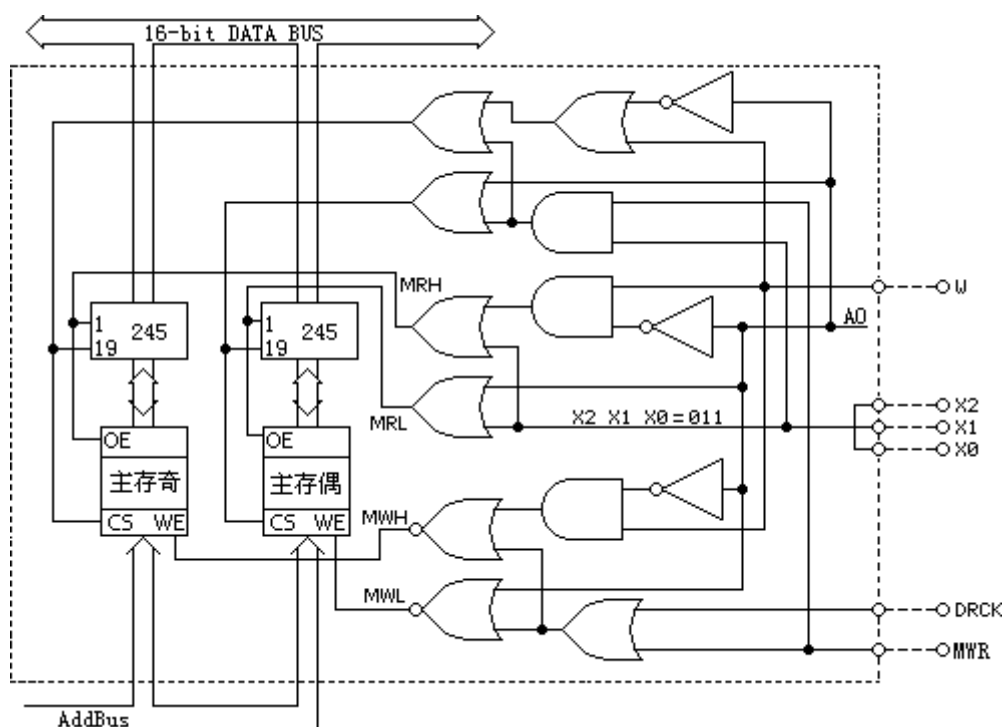 16-bit DATA BUS
MRH
W
1
245
19
1
245
19
A0
X2
MRL
X2 X1 X0=011
X1
X0
OE
OE
主存奇
主存偶
CS WE
CS WE
MWH
MWL
DRCK
MWR
AddBus